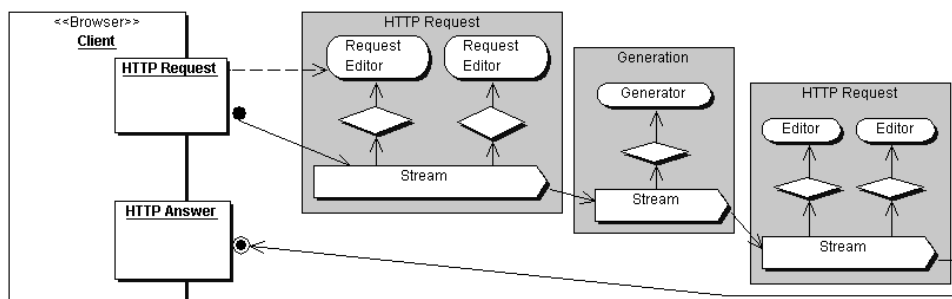 <<Browser>>
Client
HTTP Request
HTTP Answer
HTTP Request
Request
Editor
Request
Editor
Stream
Generation
Generator
Stream
HTTP Request
Editor
Editor
Stream